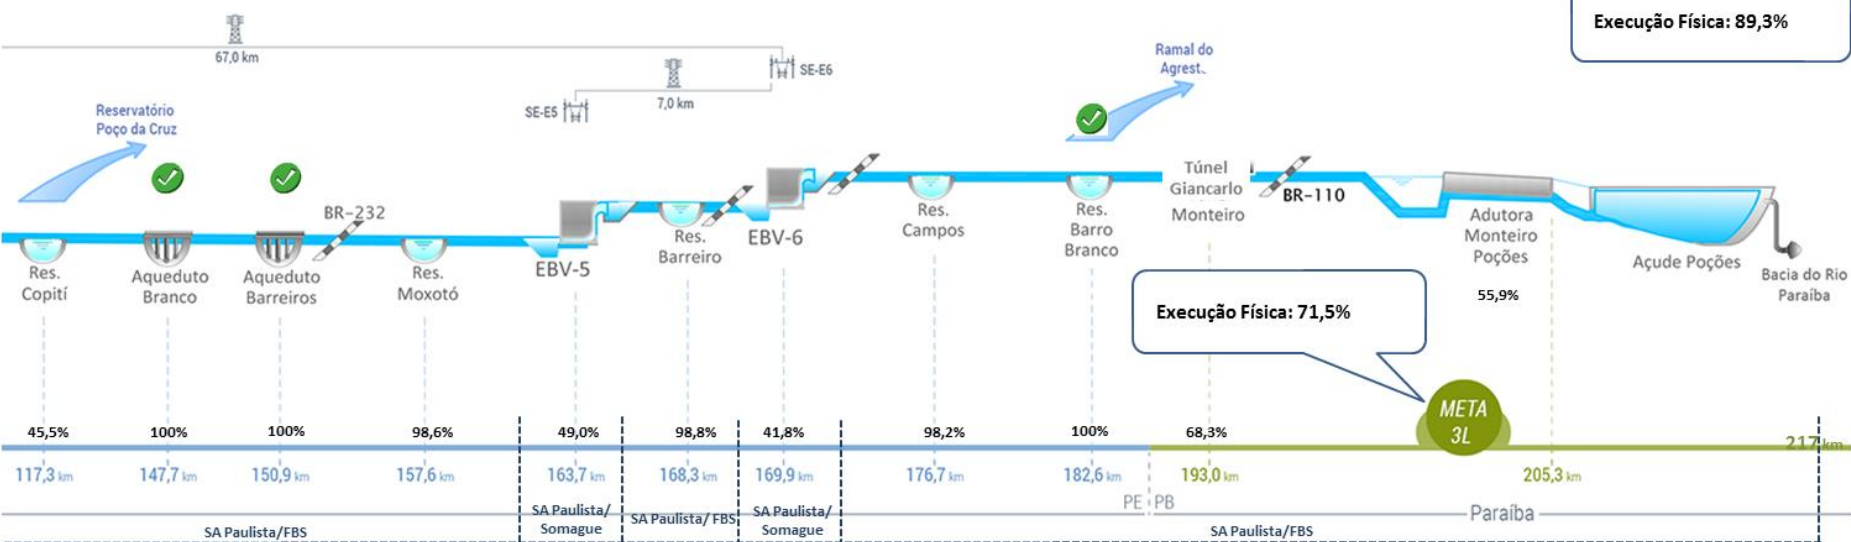 Execução Física: 89,3%
67,0 km
SE-E6
7,0 km
SE-E5
Ramal do
Agrest.
Reservatório
Poço da Cruz
BR-232
BR-110
Túnel
Giancarlo
Monteiro
Res.
Copití
Aqueduto
Branco
Aqueduto
Barreiros
Res.
Moxotó
EBV-5
Res.
Barreiro
EBV-6
Res.
Campos
Res.
Barro
Branco
Adutora
Monteiro
Poções
55,9%
Açude Poções
Bacia do Rio
Paraíba
Execução Física: 71,5%
META
3L
45,5%
100%
100%
98,6%
49,0%
98,8%
41,8%
98,2%
100%
68,3%
217 km
117,3 km
147,7 km
150,9 km
157,6 km
163,7 km
168,3 km
169,9 km
176,7 km
182,6 km
193,0 km
205,3 km
PE
PB
Paraíba
SA Paulista/FBS
SA Paulista/
Somague
SA Paulista/ FBS
SA Paulista/
Somague
SA Paulista/FBS